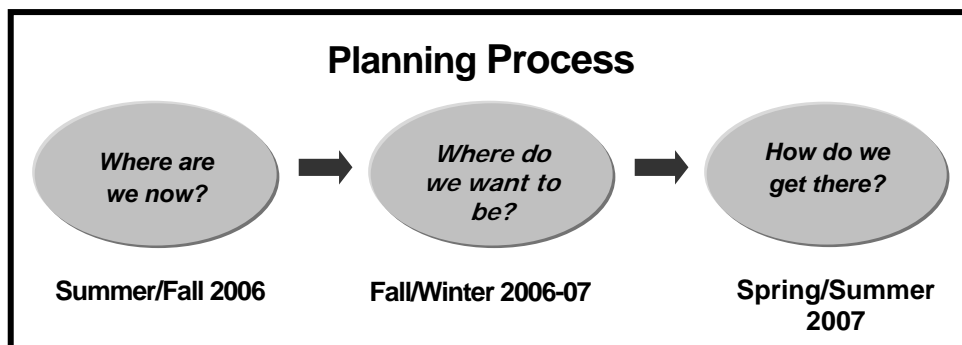 Planning Process
Where are
we now?
Where do
we want to
be?
How do we
get there?
Summer/Fall 2006
Fall/Winter 2006-07
Spring/Summer
2007